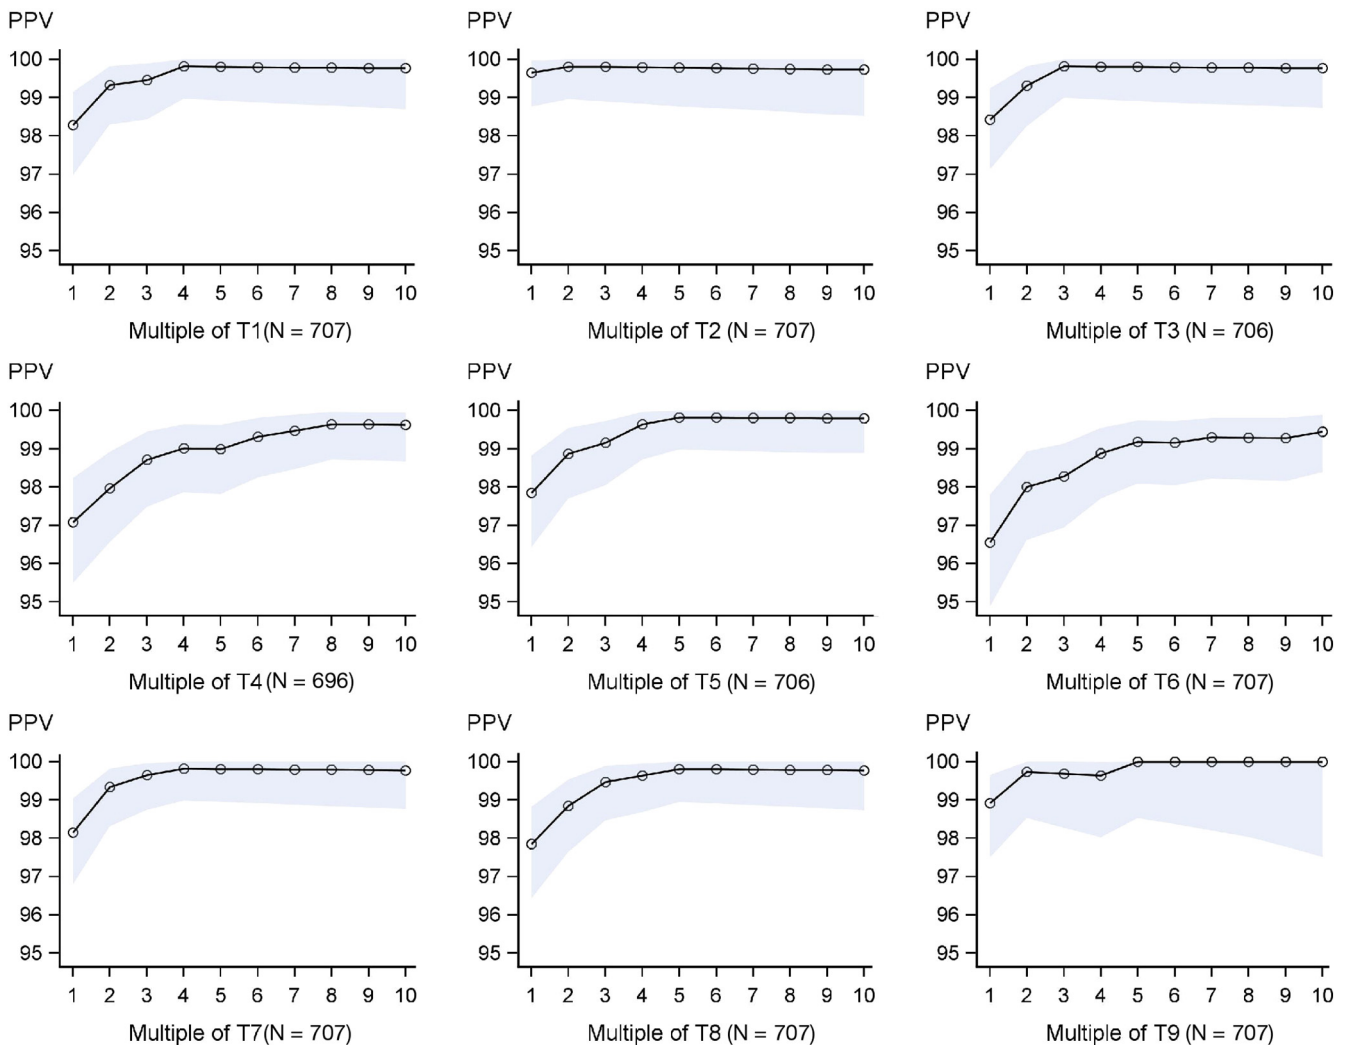 PPV PPV PPV
100 100 100
99 99 99
98 98 98
97 97 97
96 96 96
95 95 95
1 2 3 4 5 6 7 8 9 10 1 2 3 4 5 6 7 8 9 10 1 2 3 4 5 6 7 8 9 10
Multiple of T1(N = 707) Multiple of T2 (N = 707) Multiple of T3 (N = 706)
PPV PPV PPV
100 100 100
99 99 99
98 98 98
97 97 97
96 96 96
95 95 95
1 2 3 4 5 6 7 8 9 10 1 2 3 4 5 6 7 8 9 10 1 2 3 4 5 6 7 8 9 10
Multiple of T4(N = 696) Multiple of T5 (N = 706) Multiple of T6 (N = 707)
PPV PPV PPV
100 100 100
99 99 99
98 98 98
97 97 97
96 96 96
95 95 95
1 2 3 4 5 6 7 8 9 10 1 2 3 4 5 6 7 8 9 10 1 2 3 4 5 6 7 8 9 10
Multiple of T7(N = 707) Multiple of T8 (N = 707) Multiple of T9 (N = 707)